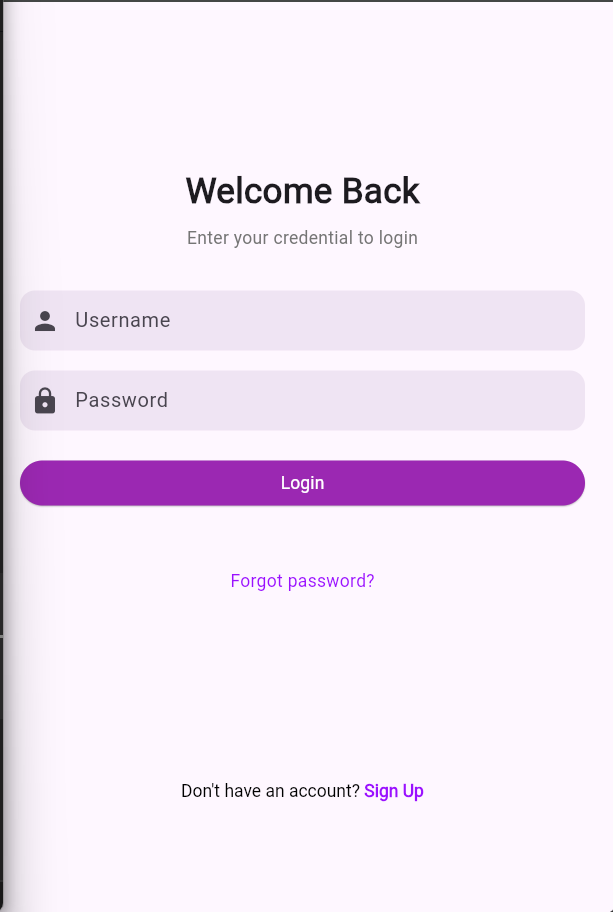 Welcome Back
Enter your credential to login
Username
Password
Login
Forgot password?
Don't have an account? Sign Up